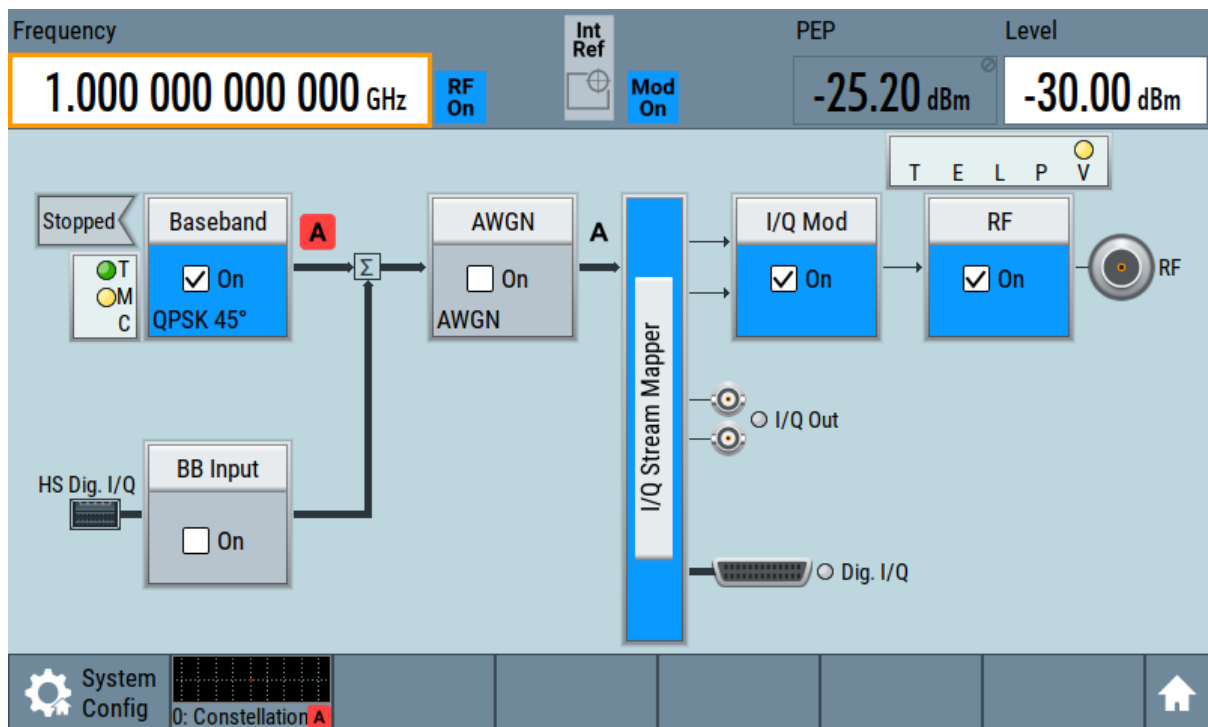 Frequency
Int
Ref
PEP
Level
1.000 000 000 000 GHz
RF
On
Mod
On
-25.20 dBm
-30.00 dBm
T E L P V
Stopped
Baseband
A
AWGN
A
I/Q Mod
RF
T
M
C
On
QPSK 45°
Σ
On
AWGN
On
On
RF
I/Q Stream Mapper
I/Q Out
HS Dig. I/Q
BB Input
On
Dig. I/Q
System
Config
0: Constellation A